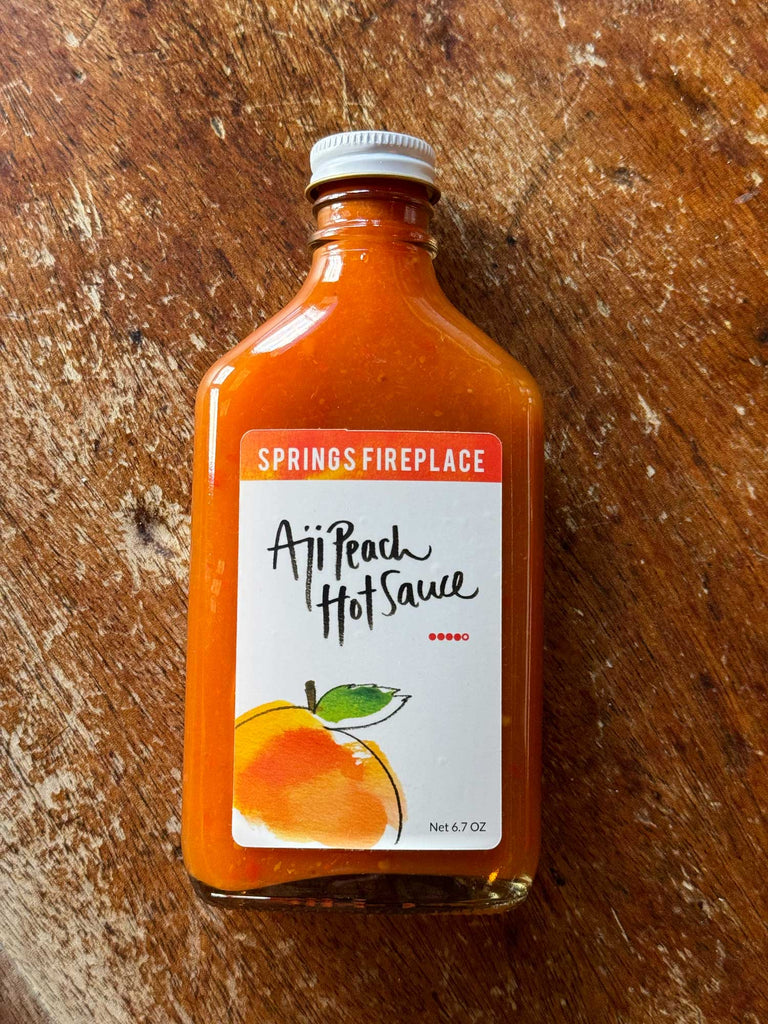 SPRINGS FIREPLACE
Aji Peach
Hot Sauce
Net 6.7 OZ